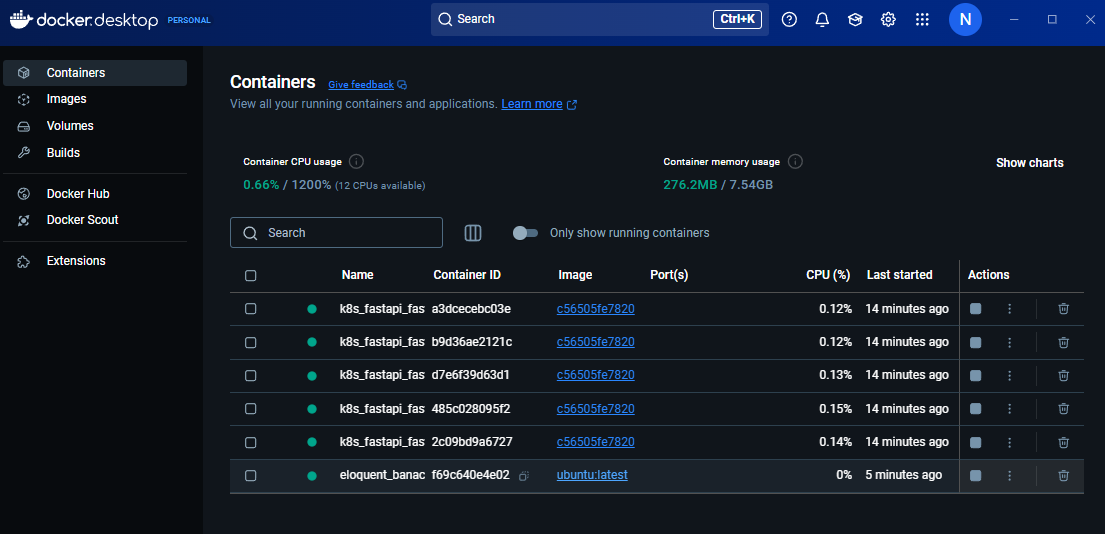 docker.desktop PERSONAL Search Ctrl+K N
Containers
Images
Volumes
Builds
Docker Hub
Docker Scout
Extensions
Containers Give feedback
View all your running containers and applications. Learn more
Container CPU usage
0.66% / 1200% (12 CPUs available)
Container memory usage
276.2MB / 7.54GB
Show charts
Search Only show running containers
Name Container ID Image Port(s) CPU (%) Last started Actions
k8s_fastapi_fas a3dcecebc03e c56505fe7820 0.12% 14 minutes ago
k8s_fastapi_fas b9d36ae2121c c56505fe7820 0.12% 14 minutes ago
k8s_fastapi_fas d7e6f39d63d1 c56505fe7820 0.13% 14 minutes ago
k8s_fastapi_fas 485c028095f2 c56505fe7820 0.15% 14 minutes ago
k8s_fastapi_fas 2c09bd9a6727 c56505fe7820 0.14% 14 minutes ago
eloquent_banac f69c640e4e02 ubuntu:latest 0% 5 minutes ago